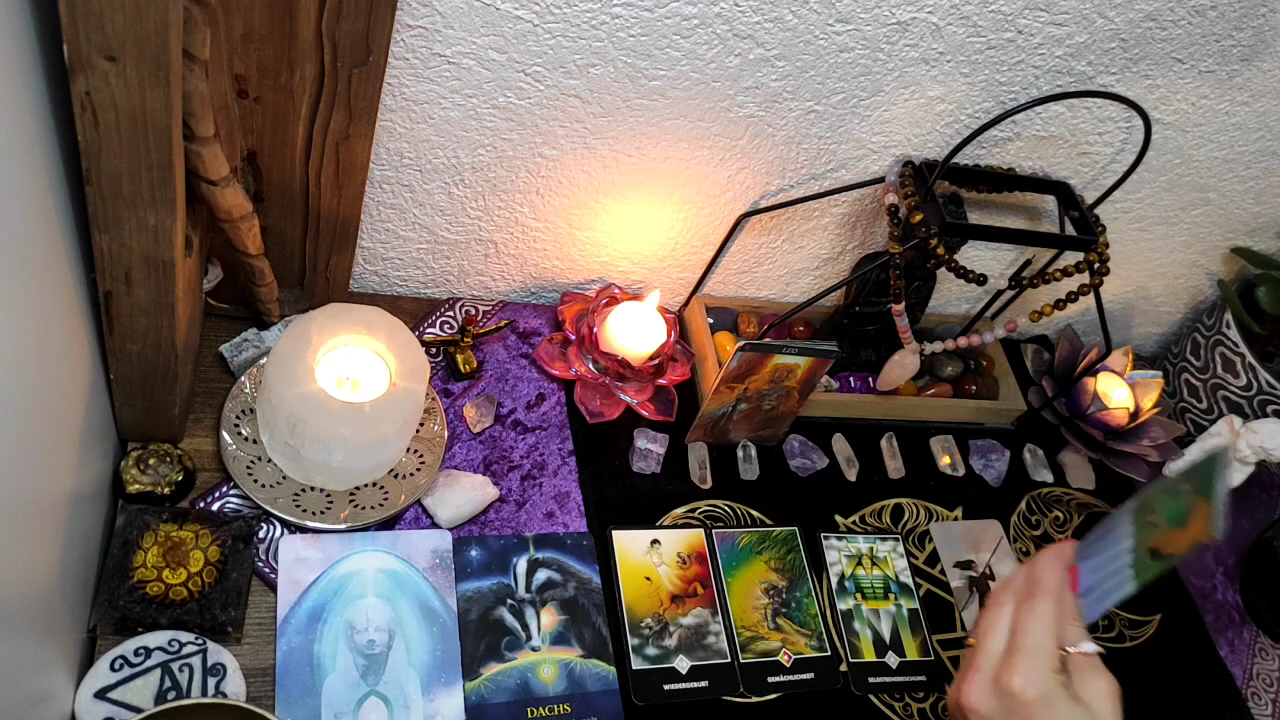 LEO
WIEDERGEBURT
GEMÄCHLICHKEIT
SELBSTBEHERRSCHUNG
DACHS